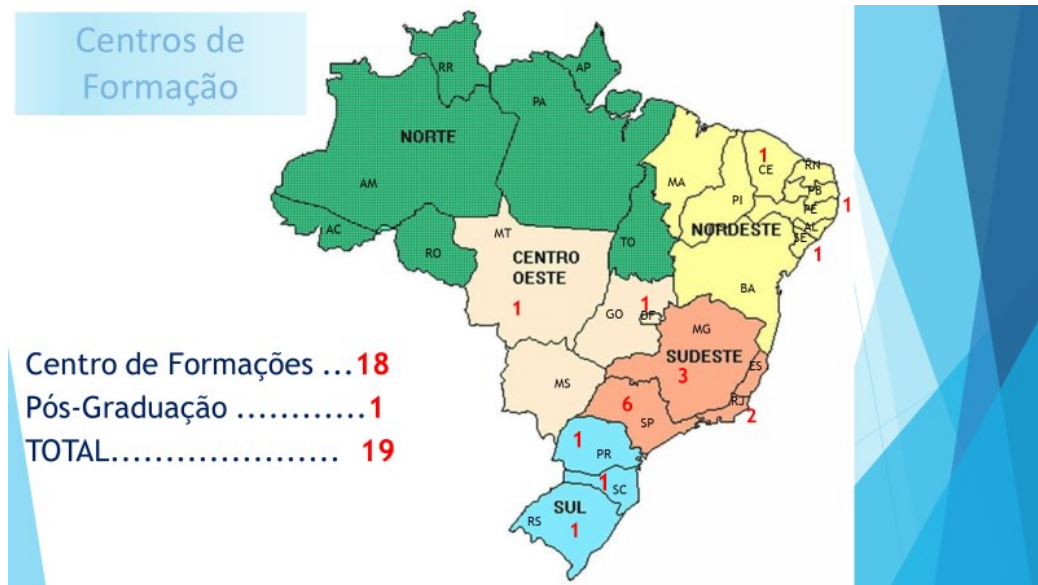 Centros de
Formação
RR
AP
PA
NORTE
1
CE
RN
AM
MA
PB
PI
PE
1
AC
MT
TO
NORDESTE
AL
SE
RO
CENTRO
OESTE
1
BA
1
1
GO
DF
MG
SUDESTE
Centro de Formações ...18
3
ES
MS
Pós-Graduação ............1
6
RJ
2
SP
TOTAL..................... 19
1
PR
1
SC
SUL
RS
1